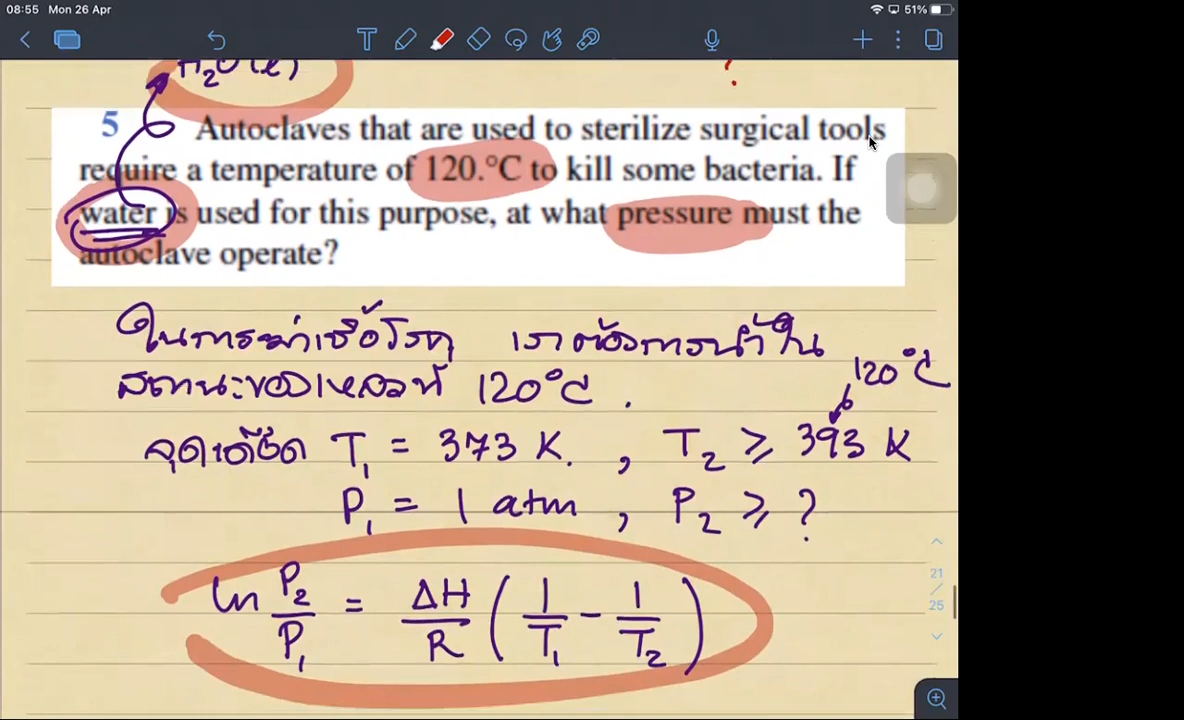 08:55 Mon 26 Apr
51%
H₂O (l)
?
5 Autoclaves that are used to sterilize surgical tools
require a temperature of 120.°C to kill some bacteria. If
water is used for this purpose, at what pressure must the
autoclave operate?
ในการฆ่าเชื้อโรค เราต้องการน้ำใน
สถานะของเหลวที่ 120°C .
120°C
จุดเดือด T₁ = 373 K. , T₂ ⩾ 393 K
P₁ = 1 atm , P₂ ⩾ ?
ln P₂/P₁ = ΔH/R ( 1/T₁ − 1/T₂ )
21
/
25